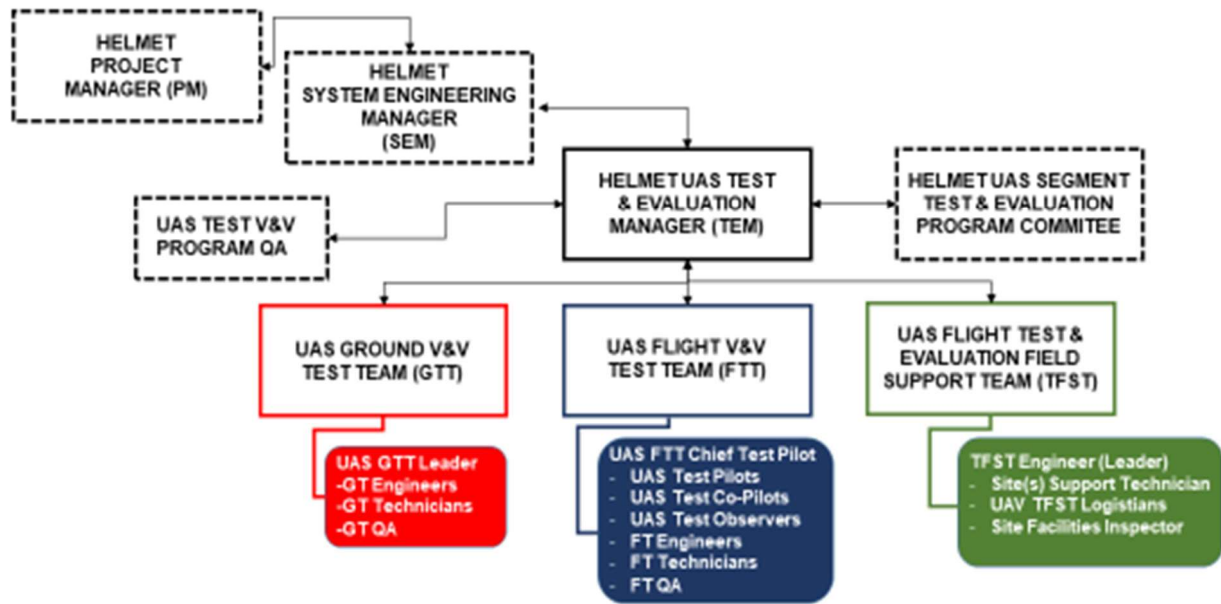 HELMET
PROJECT
MANAGER (PM)
HELMET
SYSTEM ENGINEERING
MANAGER
(SEM)
HELMET UAS TEST
& EVALUATION
MANAGER (TEM)
HELMET UAS SEGMENT
TEST & EVALUATION
PROGRAM COMMITEE
UAS TEST V&V
PROGRAM QA
UAS GROUND V&V
TEST TEAM (GTT)
UAS FLIGHT V&V
TEST TEAM (FTT)
UAS FLIGHT TEST &
EVALUATION FIELD
SUPPORT TEAM (TFST)
UAS GTT Leader
-GT Engineers
-GT Technicians
-GT QA
UAS FTT Chief Test Pilot
- UAS Test Pilots
- UAS Test Co-Pilots
- UAS Test Observers
- FT Engineers
- FT Technicians
- FT QA
TFST Engineer (Leader)
- Site(s) Support Technician
- UAV TFST Logistians
- Site Facilities Inspector